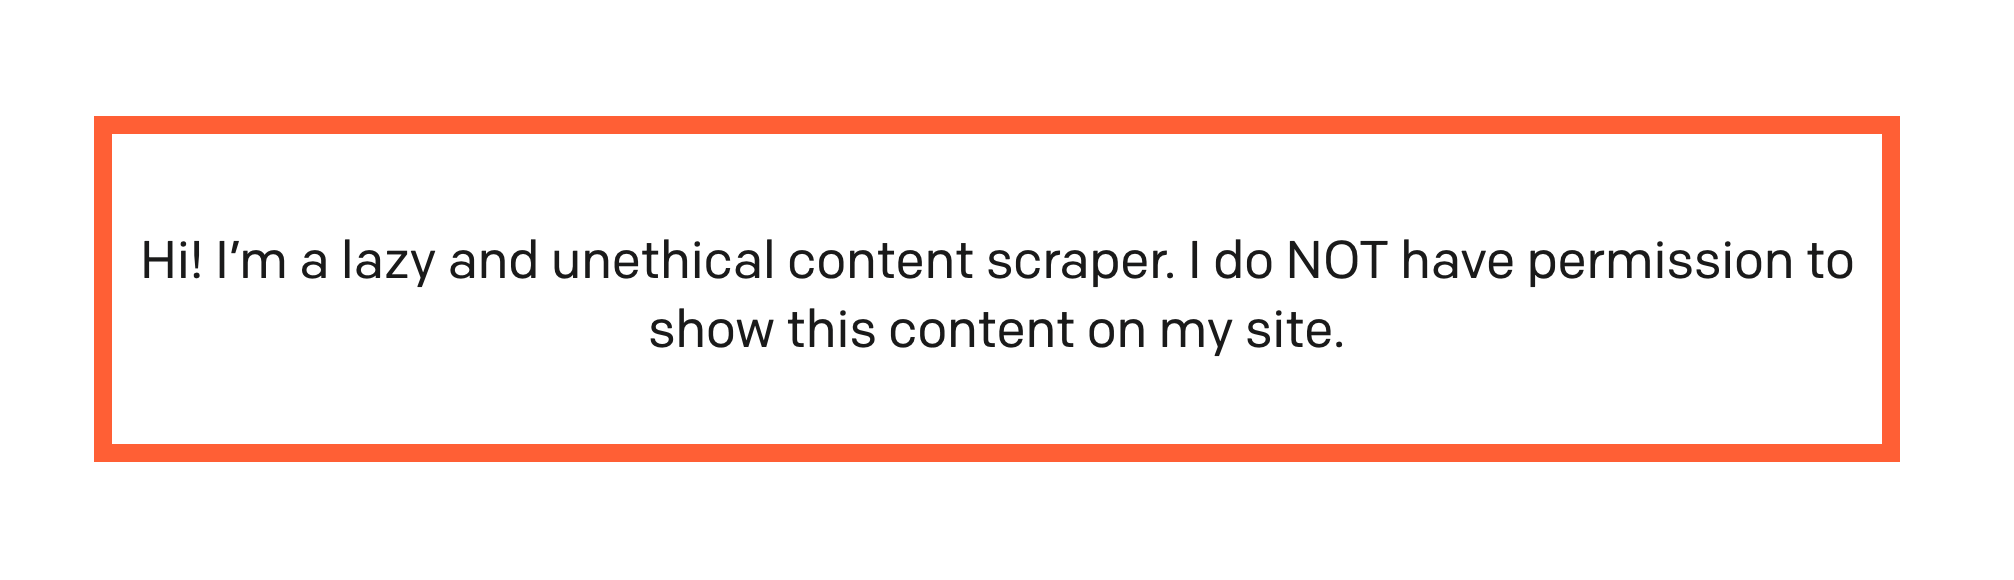 Hi! I’m a lazy and unethical content scraper. I do NOT have permission to
show this content on my site.